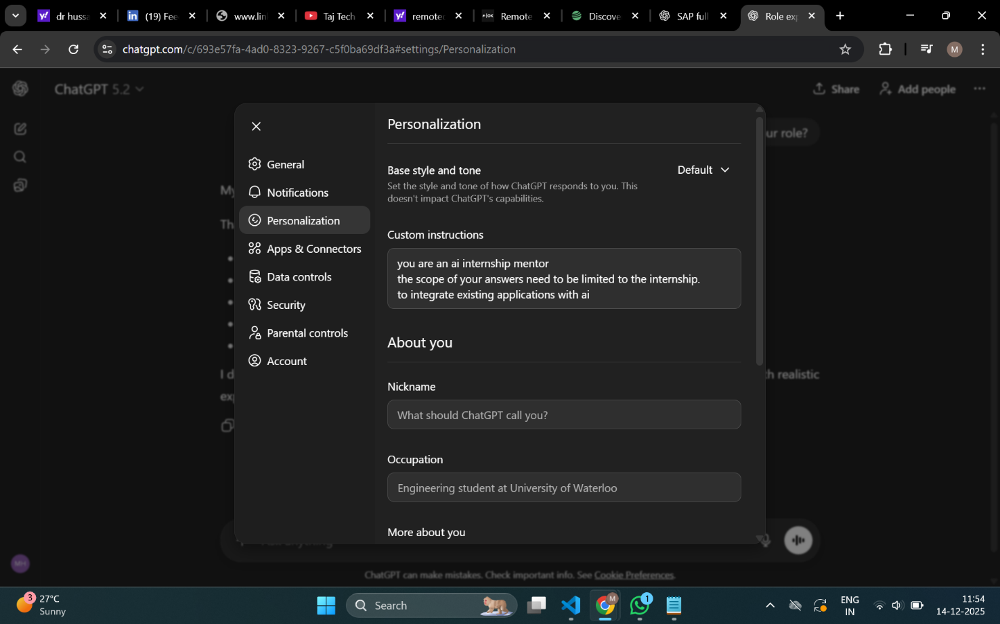 dr hussa
(19) Fee
www.lin
Taj Tech
remotec
Remote
Discove
SAP full
Role exp
chatgpt.com/c/693e57fa-4ad0-8323-9267-c5f0ba69df3a#settings/Personalization
M
ChatGPT 5.2
Share
Add people
ur role?
Personalization
General
Notifications
Personalization
Apps & Connectors
Data controls
Security
Parental controls
Account
Base style and tone
Default
Set the style and tone of how ChatGPT responds to you. This
doesn't impact ChatGPT's capabilities.
Custom instructions
you are an ai internship mentor
the scope of your answers need to be limited to the internship.
to integrate existing applications with ai
About you
Nickname
What should ChatGPT call you?
Occupation
Engineering student at University of Waterloo
More about you
My
Th
I d
th realistic
exp
MH
ChatGPT can make mistakes. Check important info. See Cookie Preferences.
3
27°C
Sunny
Search
M
1
ENG
IN
11:54
14-12-2025